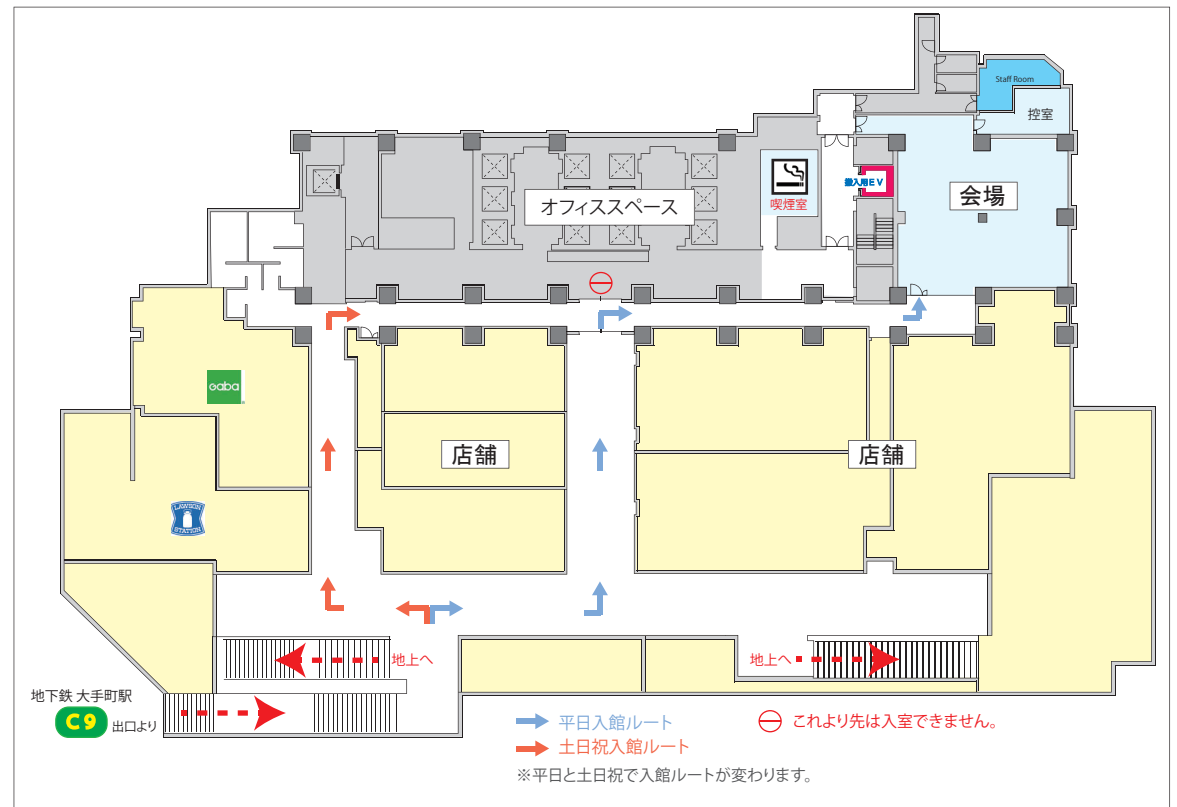 Staff Room
控室
搬入用EV
会場
喫煙室
オフィススペース
Gaba
店舗
店舗
LAWSON
STATION
地上へ
地上へ
地下鉄 大手町駅
C9 出口より
平日入館ルート
これより先は入室できません。
土日祝入館ルート
※平日と土日祝で入館ルートが変わります。